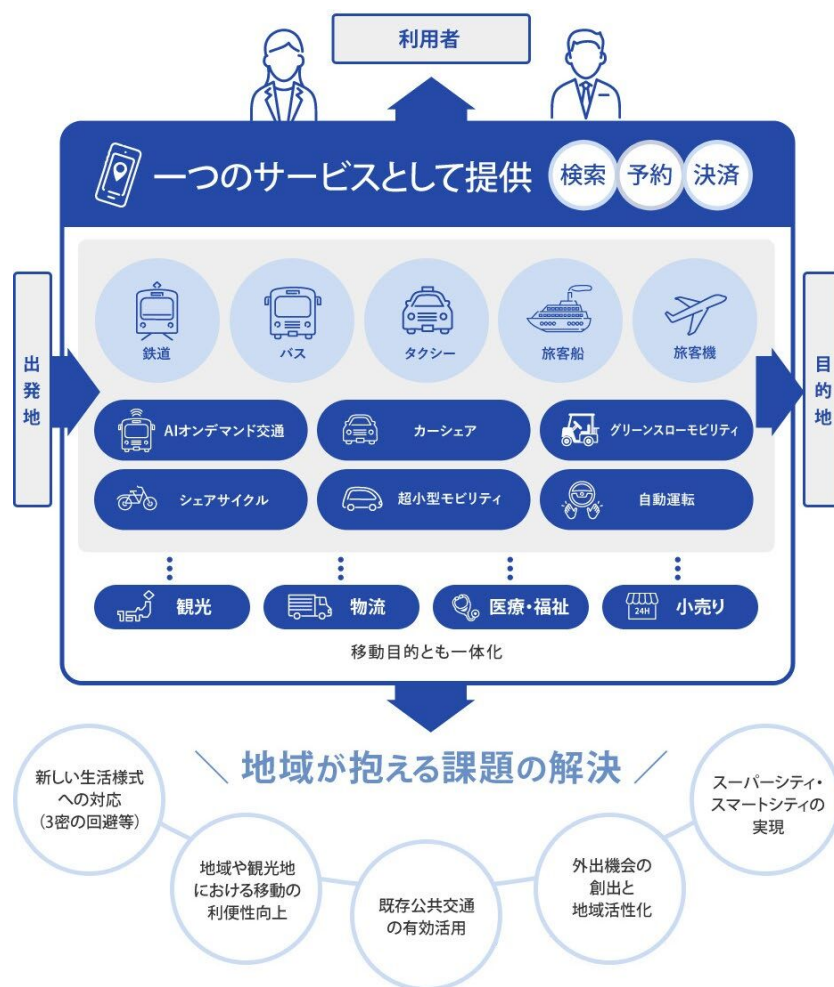 利用者
一つのサービスとして提供
検索
予約
決済
出発地
目的地
鉄道
バス
タクシー
旅客船
旅客機
AIオンデマンド交通
カーシェア
グリーンスローモビリティ
シェアサイクル
超小型モビリティ
自動運転
観光
物流
医療・福祉
24H
小売り
移動目的とも一体化
地域が抱える課題の解決
新しい生活様式
への対応
(3密の回避等)
地域や観光地
における移動の
利便性向上
既存公共交通
の有効活用
外出機会の
創出と
地域活性化
スーパーシティ・
スマートシティの
実現